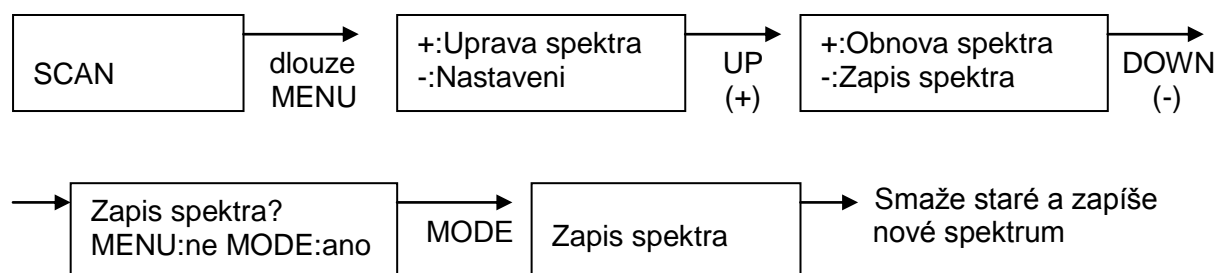 SCAN
dlouze
MENU
+:Uprava spektra
-:Nastaveni
UP
(+)
+:Obnova spektra
-:Zapis spektra
DOWN
(-)
Zapis spektra?
MENU:ne MODE:ano
MODE
Zapis spektra
Smaže staré a zapíše
nové spektrum